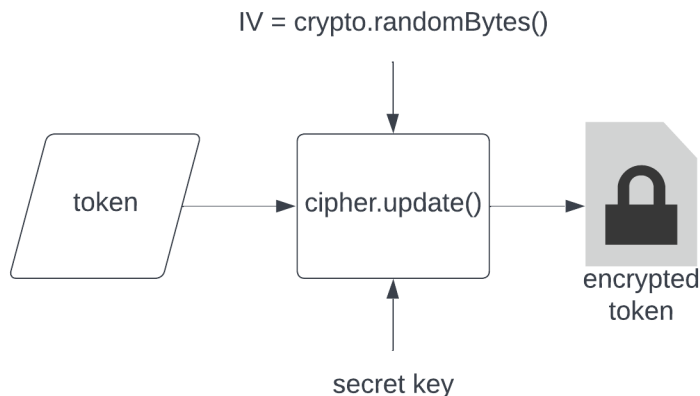 IV = crypto.randomBytes()
token
cipher.update()
encrypted
token
secret key